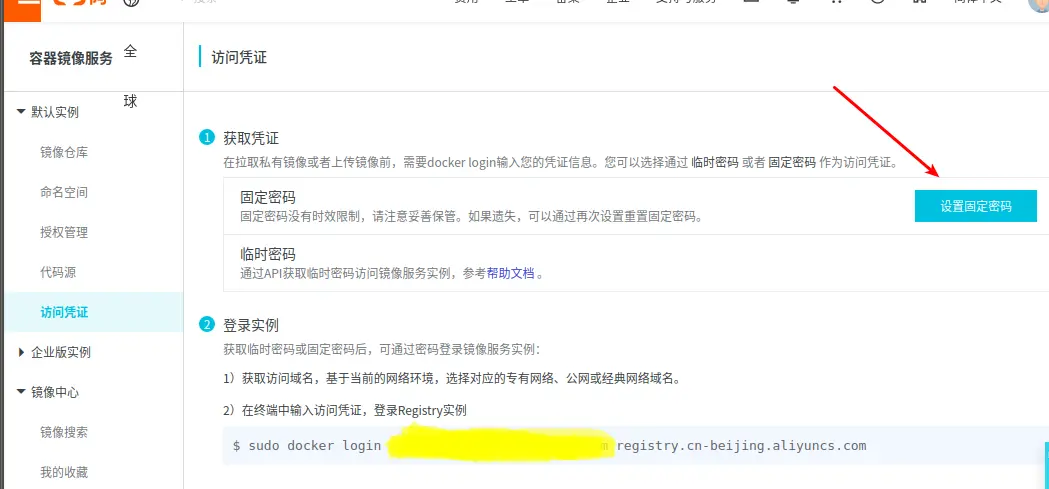 容器镜像服务
全
球
访问凭证
默认实例
镜像仓库
命名空间
授权管理
代码源
访问凭证
企业版实例
镜像中心
镜像搜索
我的收藏
1 获取凭证
在拉取私有镜像或者上传镜像前，需要docker login输入您的凭证信息。您可以选择通过 临时密码 或者 固定密码 作为访问凭证。
固定密码
固定密码没有时效限制，请注意妥善保管。如果遗失，可以通过再次设置重置固定密码。
设置固定密码
临时密码
通过API获取临时密码访问镜像服务实例，参考帮助文档 。
2 登录实例
获取临时密码或固定密码后，可通过密码登录镜像服务实例：
1）获取访问域名，基于当前的网络环境，选择对应的专有网络、公网或经典网络域名。
2）在终端中输入访问凭证，登录Registry实例
$ sudo docker login registry.cn-beijing.aliyuncs.com